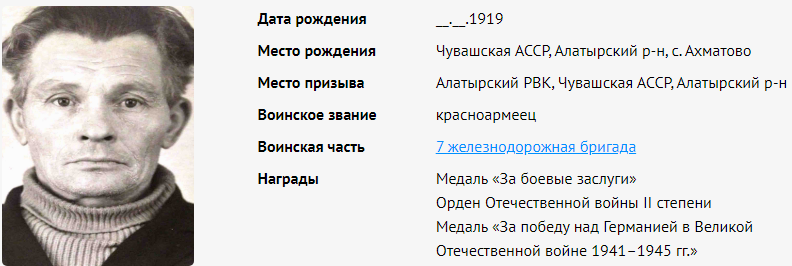 Дата рождения __.__.1919
Место рождения Чувашская АССР, Алатырский р-н, с. Ахматово
Место призыва Алатырский РВК, Чувашская АССР, Алатырский р-н
Воинское звание красноармеец
Воинская часть 7 железнодорожная бригада
Награды Медаль «За боевые заслуги»
Орден Отечественной войны II степени
Медаль «За победу над Германией в Великой
Отечественной войне 1941–1945 гг.»